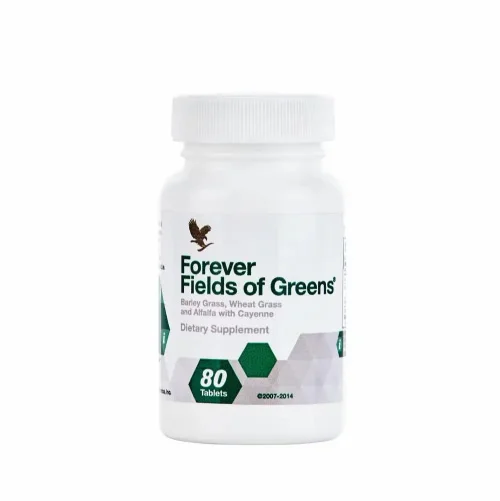 Forever
Fields of Greens®
Barley Grass, Wheat Grass
and Alfalfa with Cayenne
Dietary Supplement
80
Tablets
©2007-2014